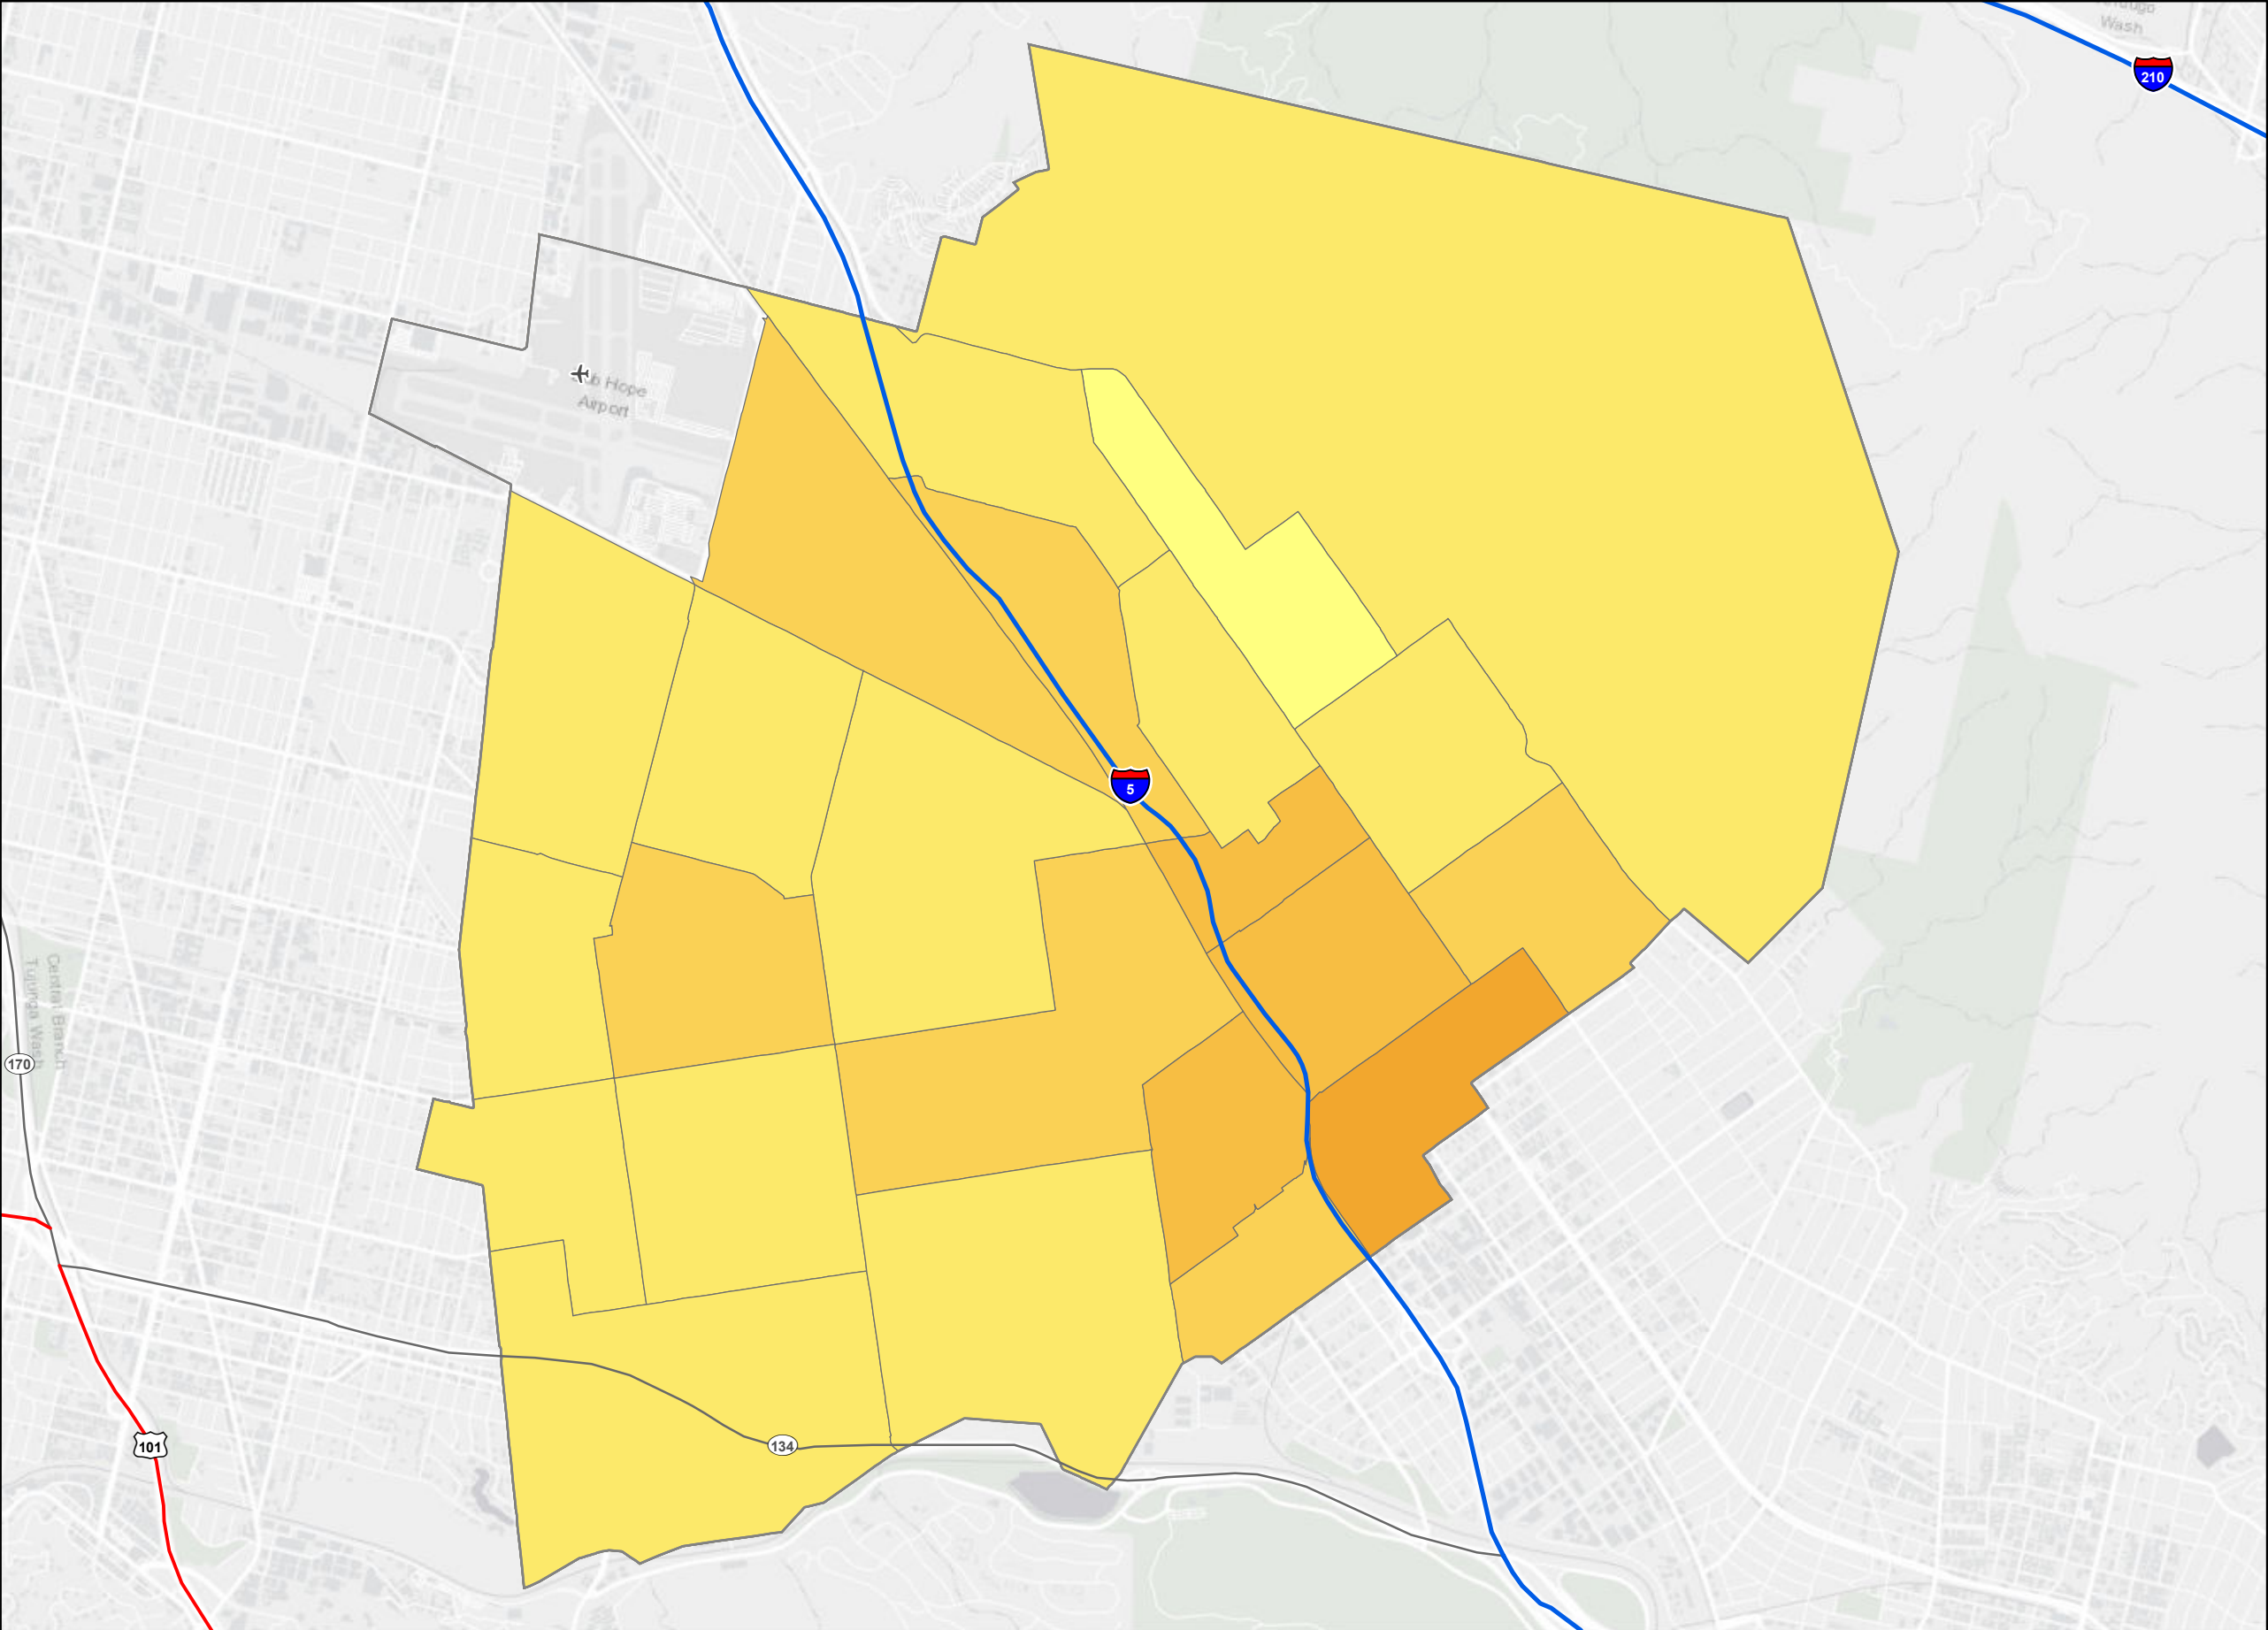 Wash
210
Bob Hope
Airport
5
Central Branch
Tujunga Wash
170
101
134